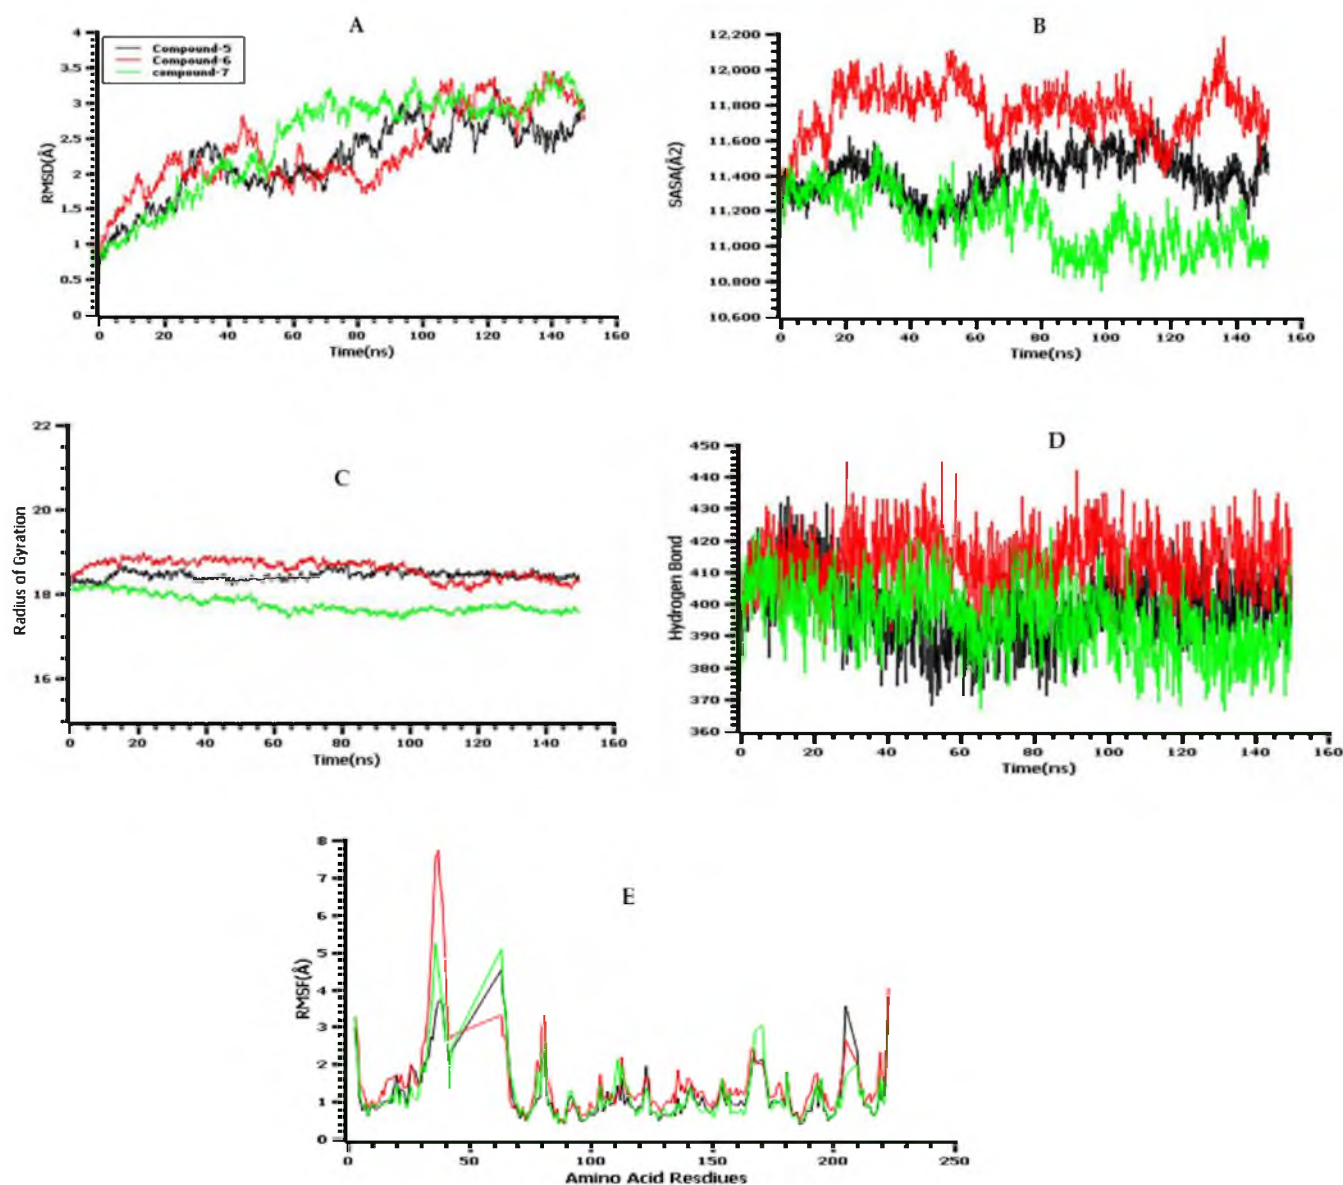 A
Compound-5
Compound-6
compound-7
4
3.5
3
2.5
2
1.5
1
0.5
0
RMSD(Å)
0 20 40 60 80 100 120 140 160
Time(ns)
B
12,200
12,000
11,800
11,600
11,400
11,200
11,000
10,800
10,600
SASA(Å2)
0 20 40 60 80 100 120 140 160
Time(ns)
C
22
20
18
16
Radius of Gyration
0 20 40 60 80 100 120 140 160
Time(ns)
D
450
440
430
420
410
400
390
380
370
360
Hydrogen Bond
0 20 40 60 80 100 120 140 160
Time(ns)
E
8
7
6
5
4
3
2
1
0
RMSF(Å)
0 50 100 150 200 250
Amino Acid Resdiues